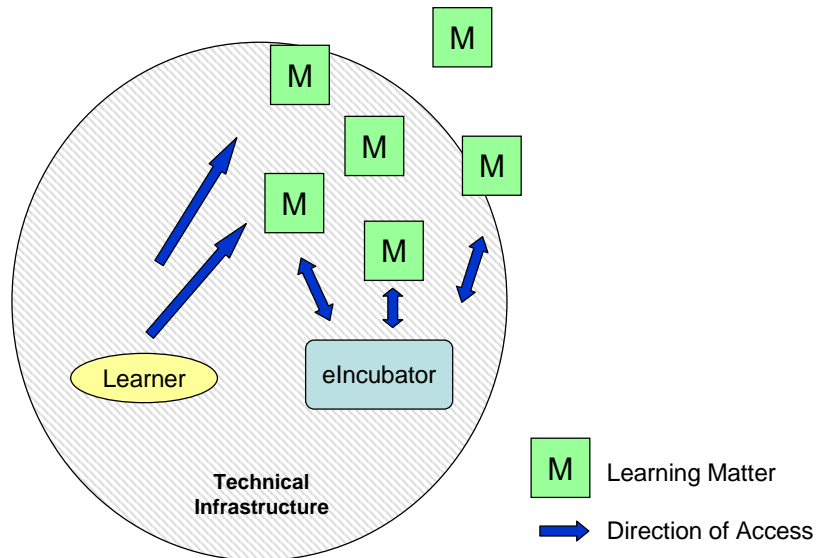 M
M
M
M
M
M
Learner
eIncubator
Technical
Infrastructure
M
Learning Matter
Direction of Access